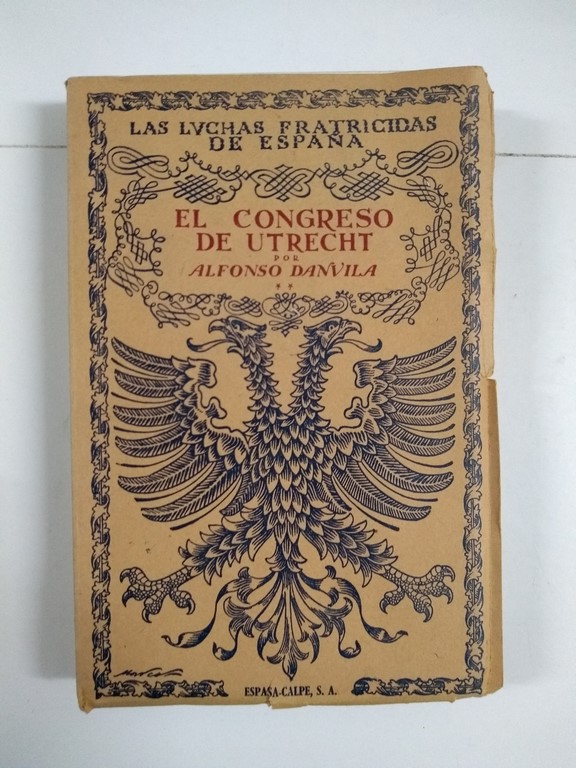 LAS LVCHAS FRATRICIDAS
DE ESPAÑA
EL CONGRESO
DE UTRECHT
POR
ALFONSO DANVILA
ESPASA-CALPE, S. A.